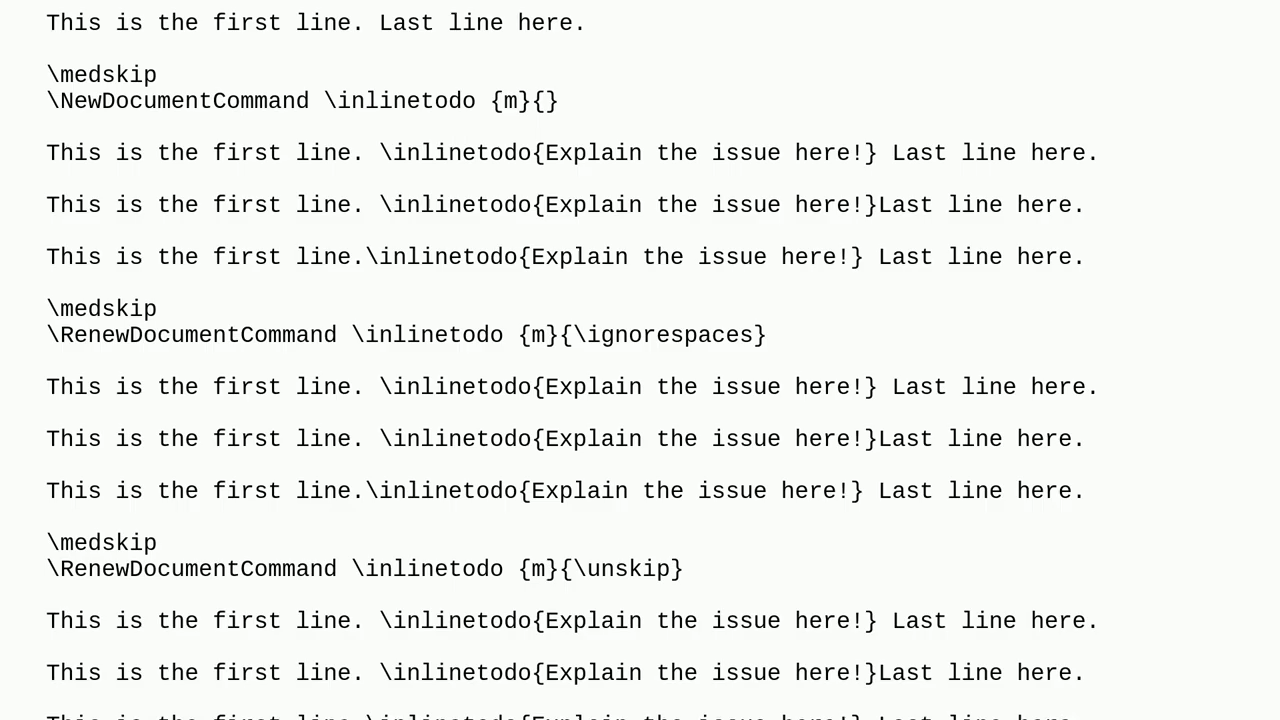 This is the first line. Last line here.
\medskip
\NewDocumentCommand \inlinetodo {m}{}
This is the first line. \inlinetodo{Explain the issue here!} Last line here.
This is the first line. \inlinetodo{Explain the issue here!}Last line here.
This is the first line.\inlinetodo{Explain the issue here!} Last line here.
\medskip
\RenewDocumentCommand \inlinetodo {m}{\ignorespaces}
This is the first line. \inlinetodo{Explain the issue here!} Last line here.
This is the first line. \inlinetodo{Explain the issue here!}Last line here.
This is the first line.\inlinetodo{Explain the issue here!} Last line here.
\medskip
\RenewDocumentCommand \inlinetodo {m}{\unskip}
This is the first line. \inlinetodo{Explain the issue here!} Last line here.
This is the first line. \inlinetodo{Explain the issue here!}Last line here.